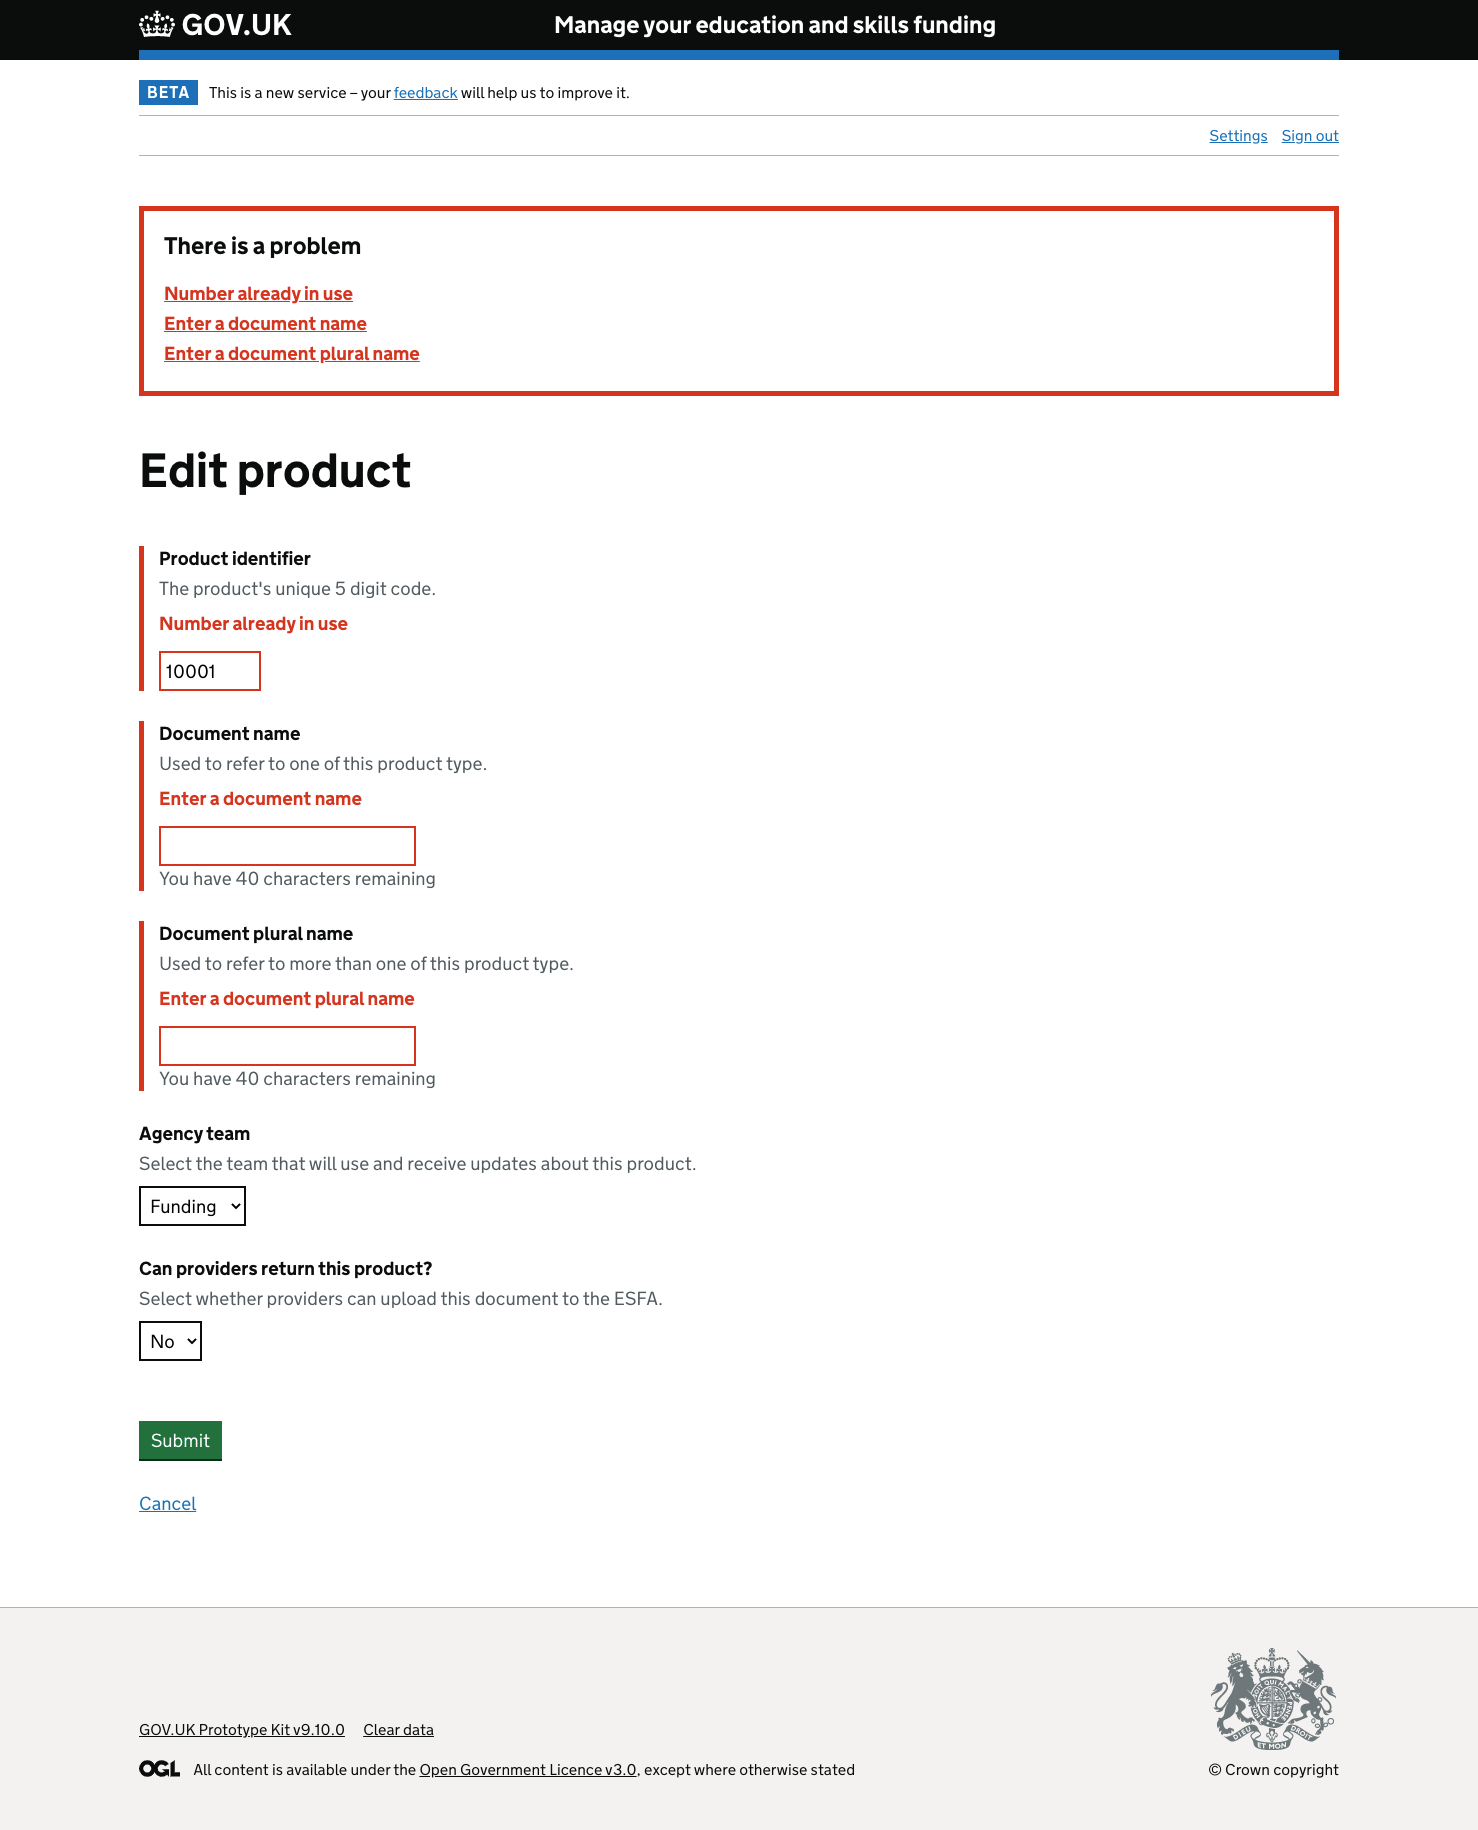 GOV.UK
Manage your education and skills funding
BETA This is a new service – your feedback will help us to improve it.
Settings Sign out
There is a problem
Number already in use
Enter a document name
Enter a document plural name
Edit product
Product identifier
The product's unique 5 digit code.
Number already in use
10001
Document name
Used to refer to one of this product type.
Enter a document name
You have 40 characters remaining
Document plural name
Used to refer to more than one of this product type.
Enter a document plural name
You have 40 characters remaining
Agency team
Select the team that will use and receive updates about this product.
Funding
Can providers return this product?
Select whether providers can upload this document to the ESFA.
No
Submit
Cancel
GOV.UK Prototype Kit v9.10.0 Clear data
OGL All content is available under the Open Government Licence v3.0, except where otherwise stated
DIEU ET MON DROIT
© Crown copyright